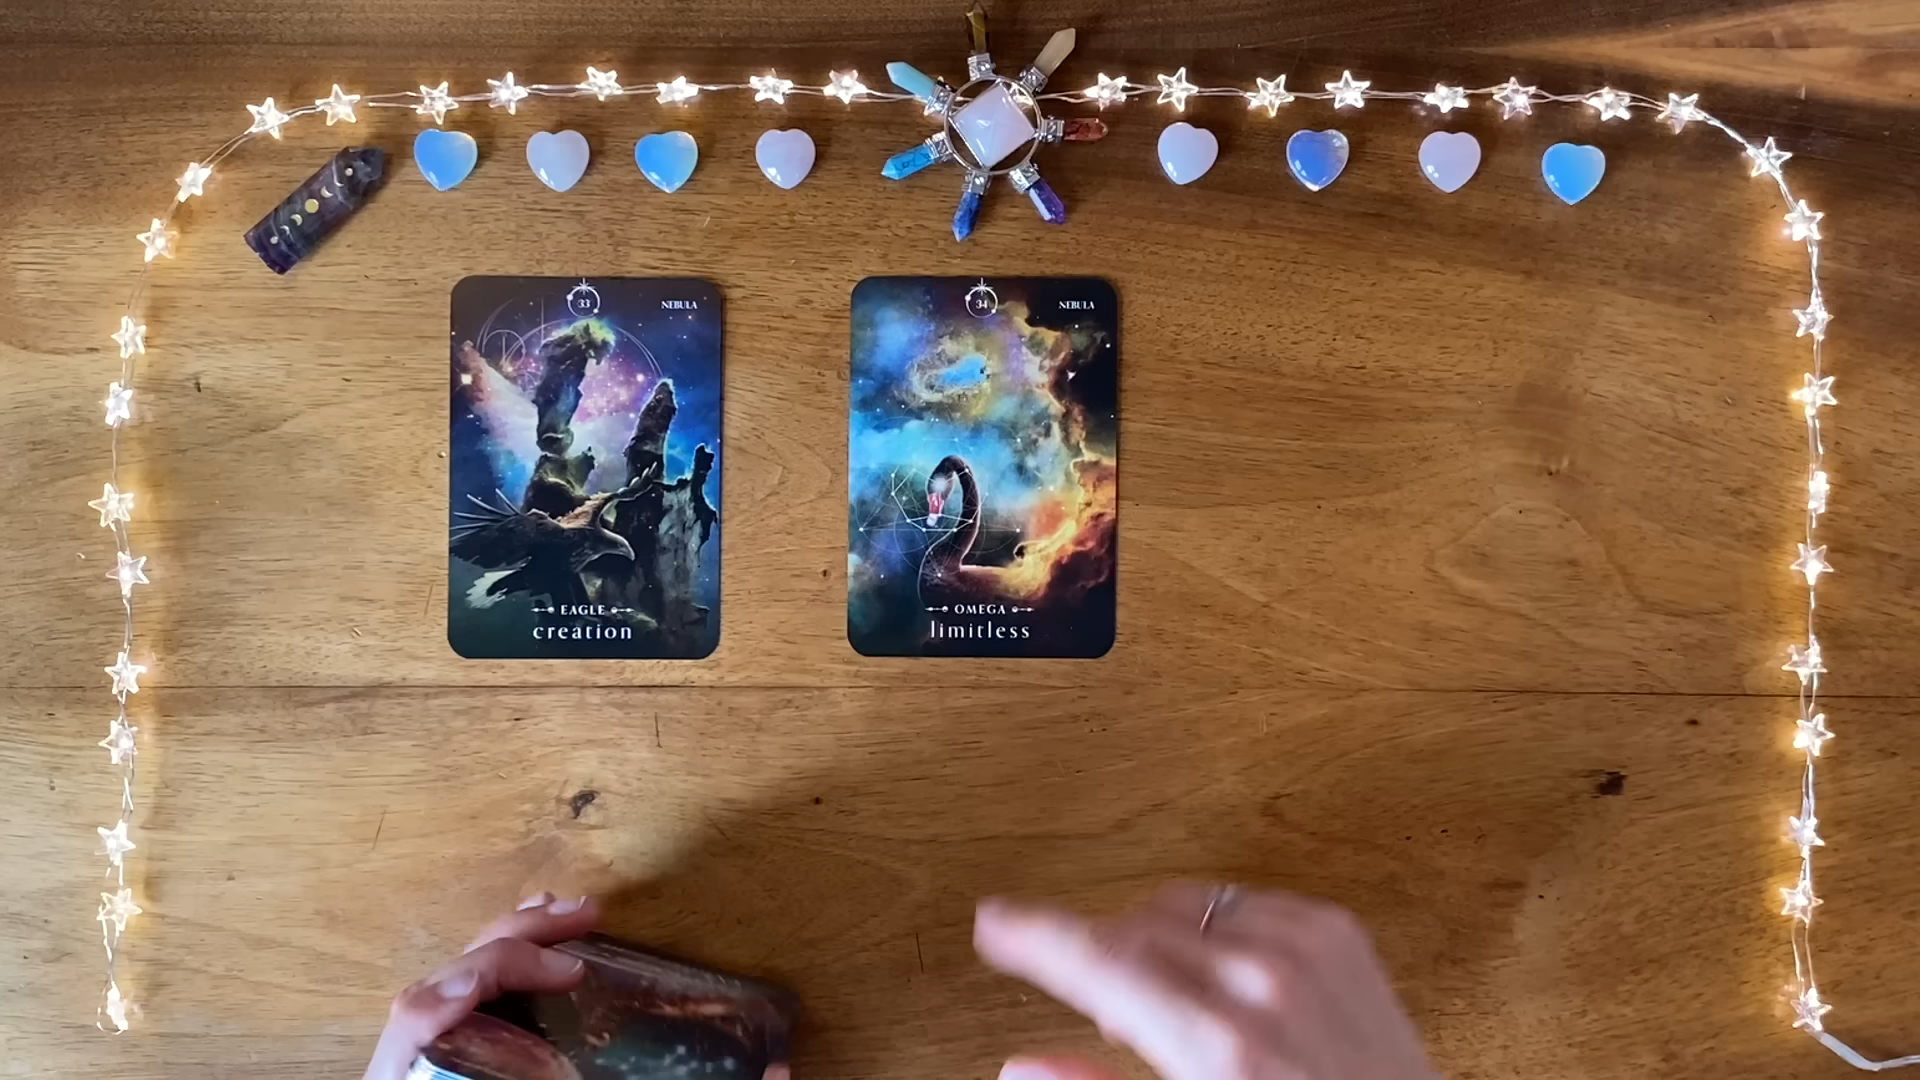 33
NEBULA
EAGLE
creation
34
NEBULA
OMEGA
limitless